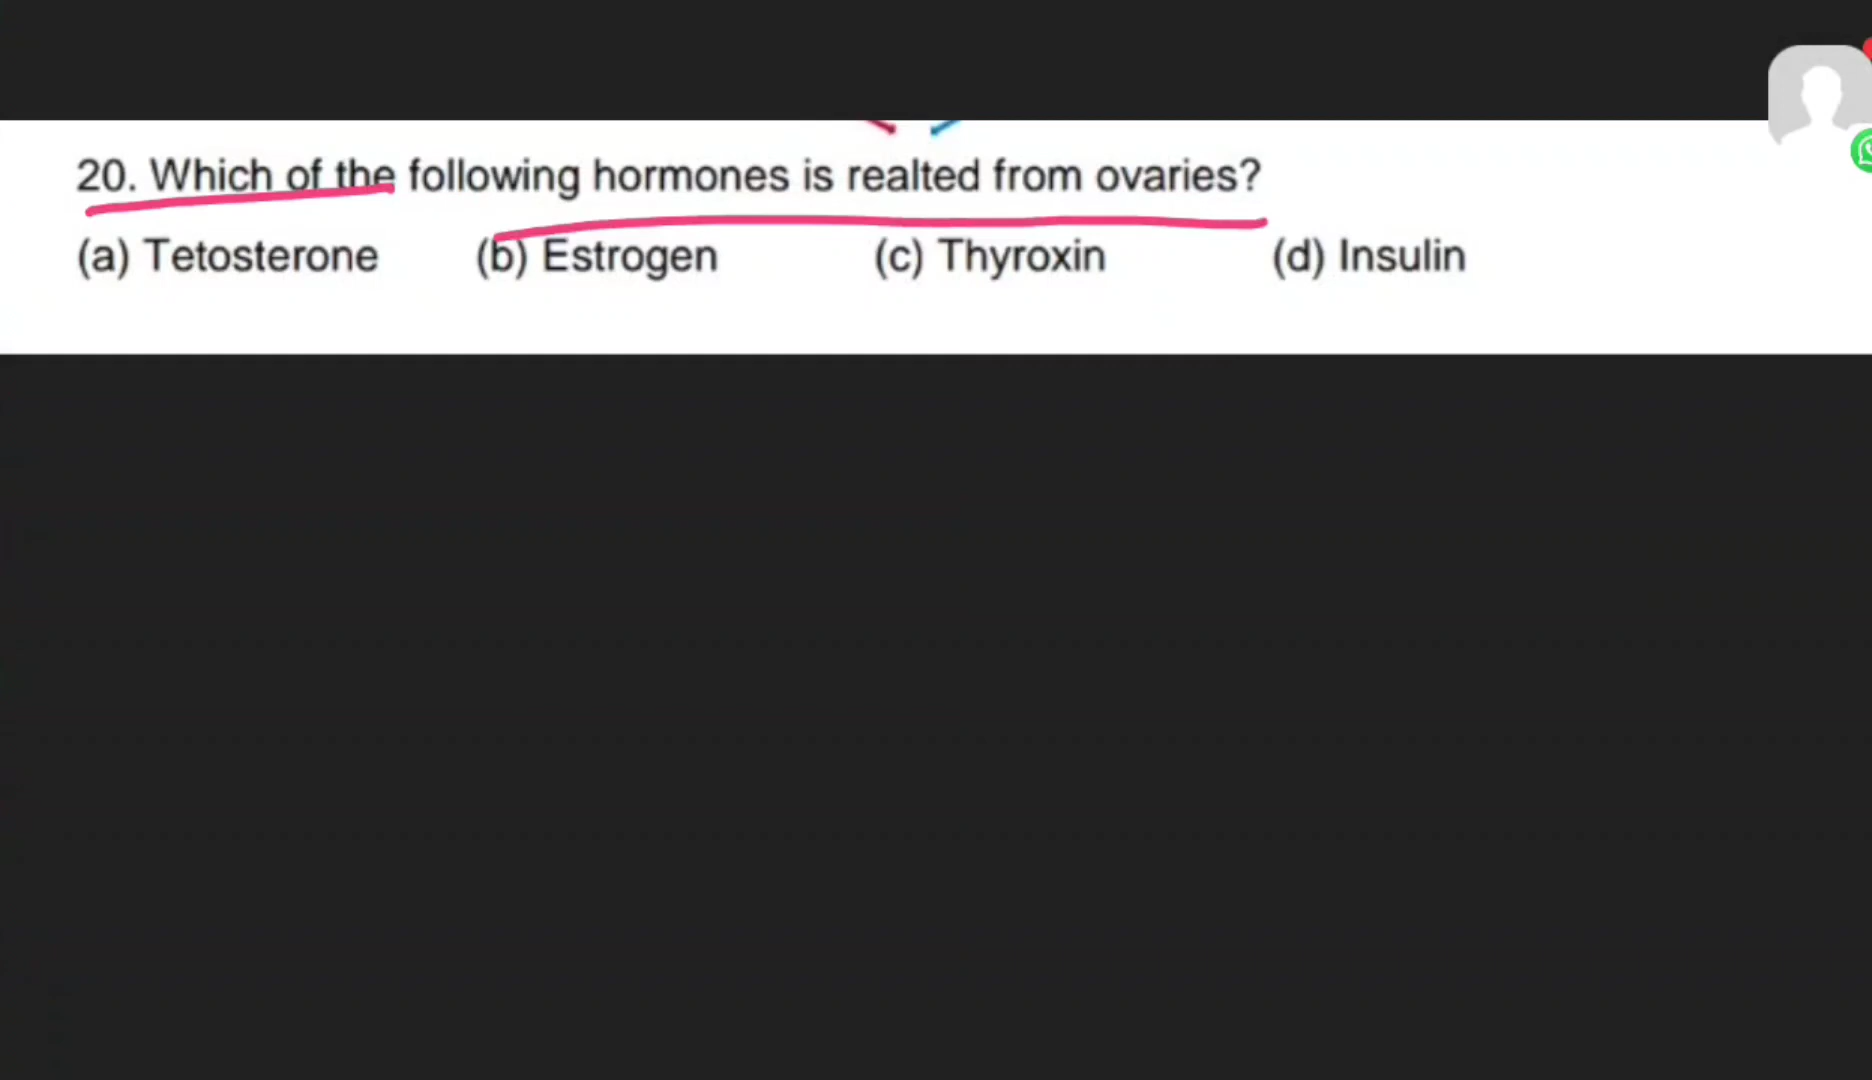 20. Which of the following hormones is realted from ovaries?
(a) Tetosterone (b) Estrogen (c) Thyroxin (d) Insulin